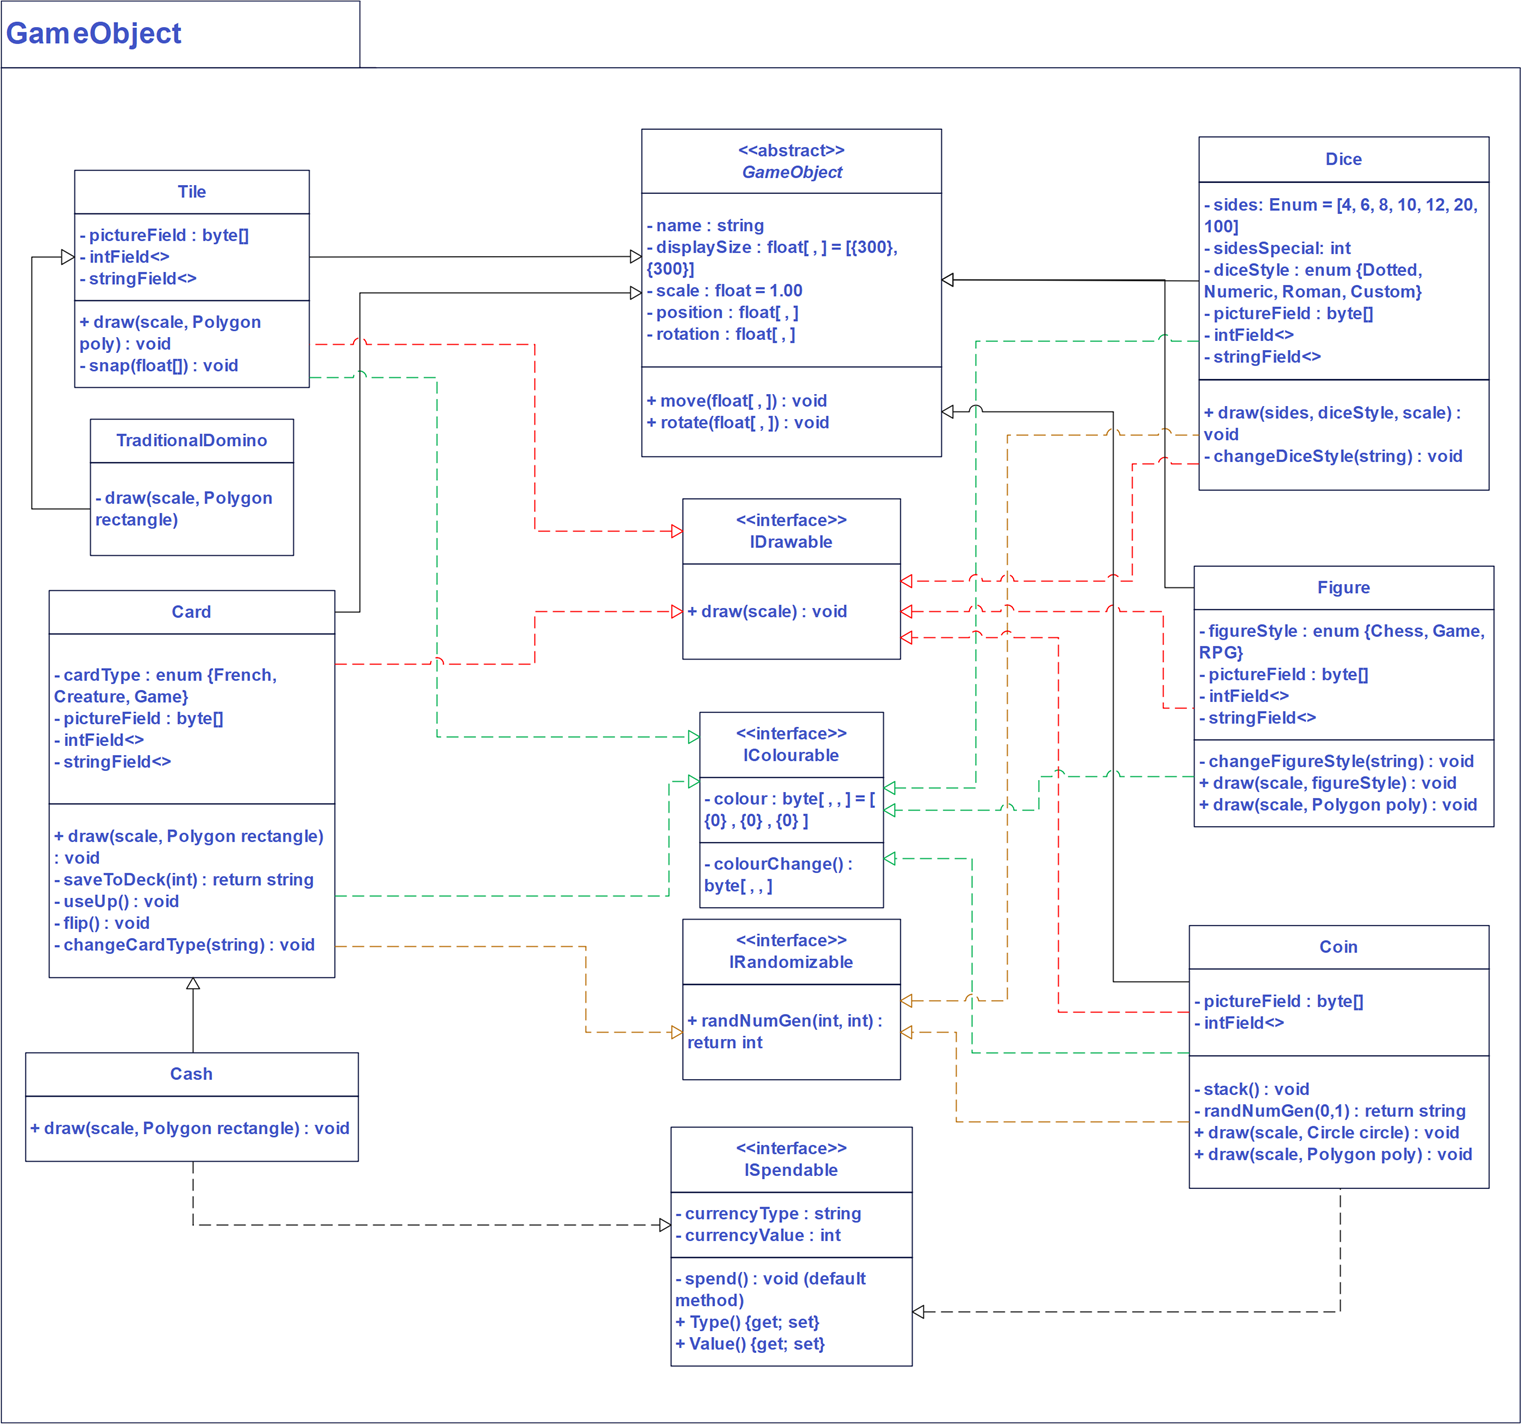 GameObject
<<abstract>>
GameObject
- name : string
- displaySize : float[ , ] = [{300},
{300}]
- scale : float = 1.00
- position : float[ , ]
- rotation : float[ , ]
+ move(float[ , ]) : void
+ rotate(float[ , ]) : void
Tile
- pictureField : byte[]
- intField<>
- stringField<>
+ draw(scale, Polygon
poly) : void
- snap(float[]) : void
TraditionalDomino
- draw(scale, Polygon
rectangle)
Card
- cardType : enum {French,
Creature, Game}
- pictureField : byte[]
- intField<>
- stringField<>
+ draw(scale, Polygon rectangle)
: void
- saveToDeck(int) : return string
- useUp() : void
- flip() : void
- changeCardType(string) : void
Cash
+ draw(scale, Polygon rectangle) : void
<<interface>>
IDrawable
+ draw(scale) : void
<<interface>>
IColourable
- colour : byte[ , , ] = [
{0} , {0} , {0} ]
- colourChange() :
byte[ , , ]
<<interface>>
IRandomizable
+ randNumGen(int, int) :
return int
<<interface>>
ISpendable
- currencyType : string
- currencyValue : int
- spend() : void (default
method)
+ Type() {get; set}
+ Value() {get; set}
Dice
- sides: Enum = [4, 6, 8, 10, 12, 20,
100]
- sidesSpecial: int
- diceStyle : enum {Dotted,
Numeric, Roman, Custom}
- pictureField : byte[]
- intField<>
- stringField<>
+ draw(sides, diceStyle, scale) :
void
- changeDiceStyle(string) : void
Figure
- figureStyle : enum {Chess, Game,
RPG}
- pictureField : byte[]
- intField<>
- stringField<>
- changeFigureStyle(string) : void
+ draw(scale, figureStyle) : void
+ draw(scale, Polygon poly) : void
Coin
- pictureField : byte[]
- intField<>
- stack() : void
- randNumGen(0,1) : return string
+ draw(scale, Circle circle) : void
+ draw(scale, Polygon poly) : void